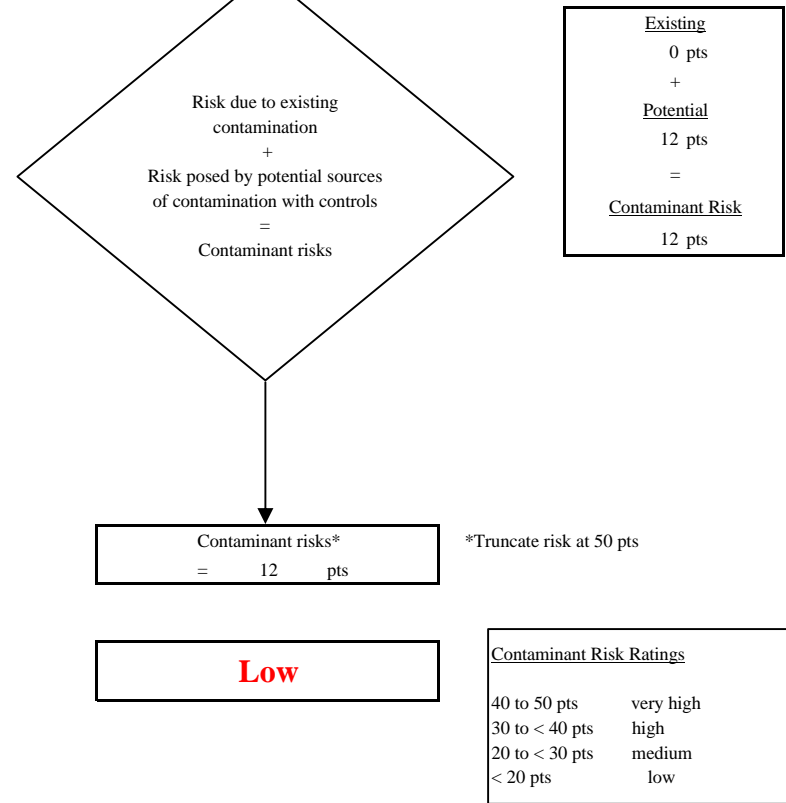 Risk due to existing
contamination
+
Risk posed by potential sources
of contamination with controls
=
Contaminant risks
Existing
0 pts
+
Potential
12 pts
=
Contaminant Risk
12 pts
Contaminant risks*
= 12 pts
*Truncate risk at 50 pts
Low
Contaminant Risk Ratings
40 to 50 pts very high
30 to < 40 pts high
20 to < 30 pts medium
< 20 pts low